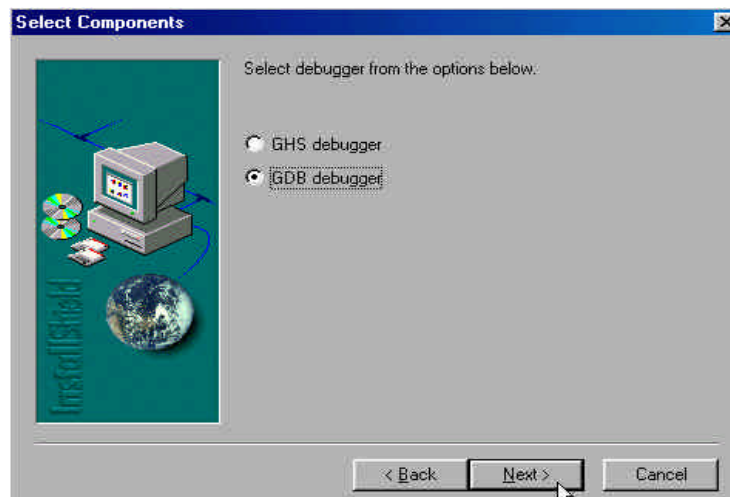 Select Components
Select debugger from the options below.
GHS debugger
GDB debugger
InstallShield
< Back
Next >
Cancel